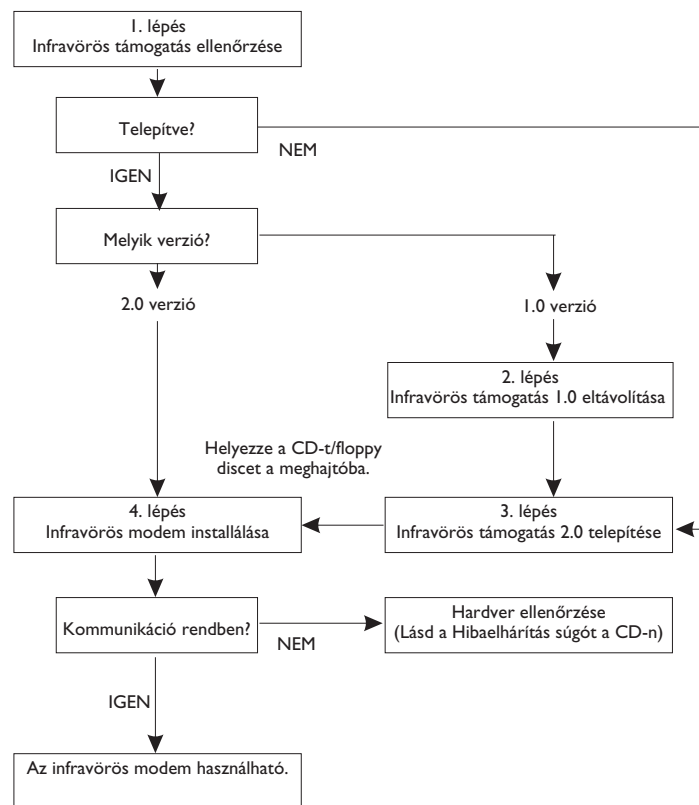 1. lépés
Infravörös támogatás ellenőrzése
Telepítve?
NEM
IGEN
Melyik verzió?
2.0 verzió
1.0 verzió
2. lépés
Infravörös támogatás 1.0 eltávolítása
Helyezze a CD-t/floppy
discet a meghajtóba.
4. lépés
Infravörös modem installálása
3. lépés
Infravörös támogatás 2.0 telepítése
Kommunikáció rendben?
NEM
Hardver ellenőrzése
(Lásd a Hibaelhárítás súgót a CD-n)
IGEN
Az infravörös modem használható.